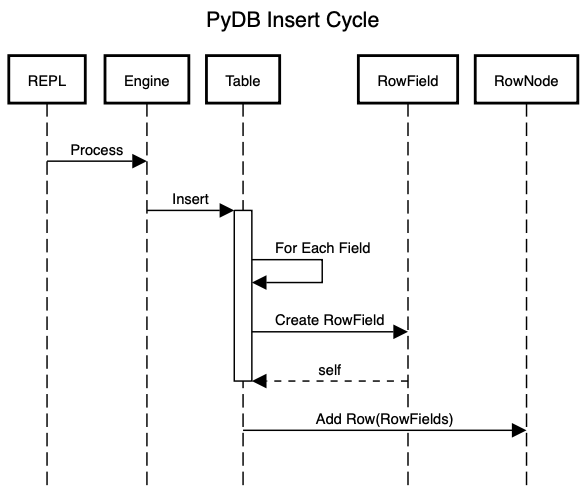 PyDB Insert Cycle
REPL
Engine
Table
RowField
RowNode
Process
Insert
For Each Field
Create RowField
self
Add Row(RowFields)